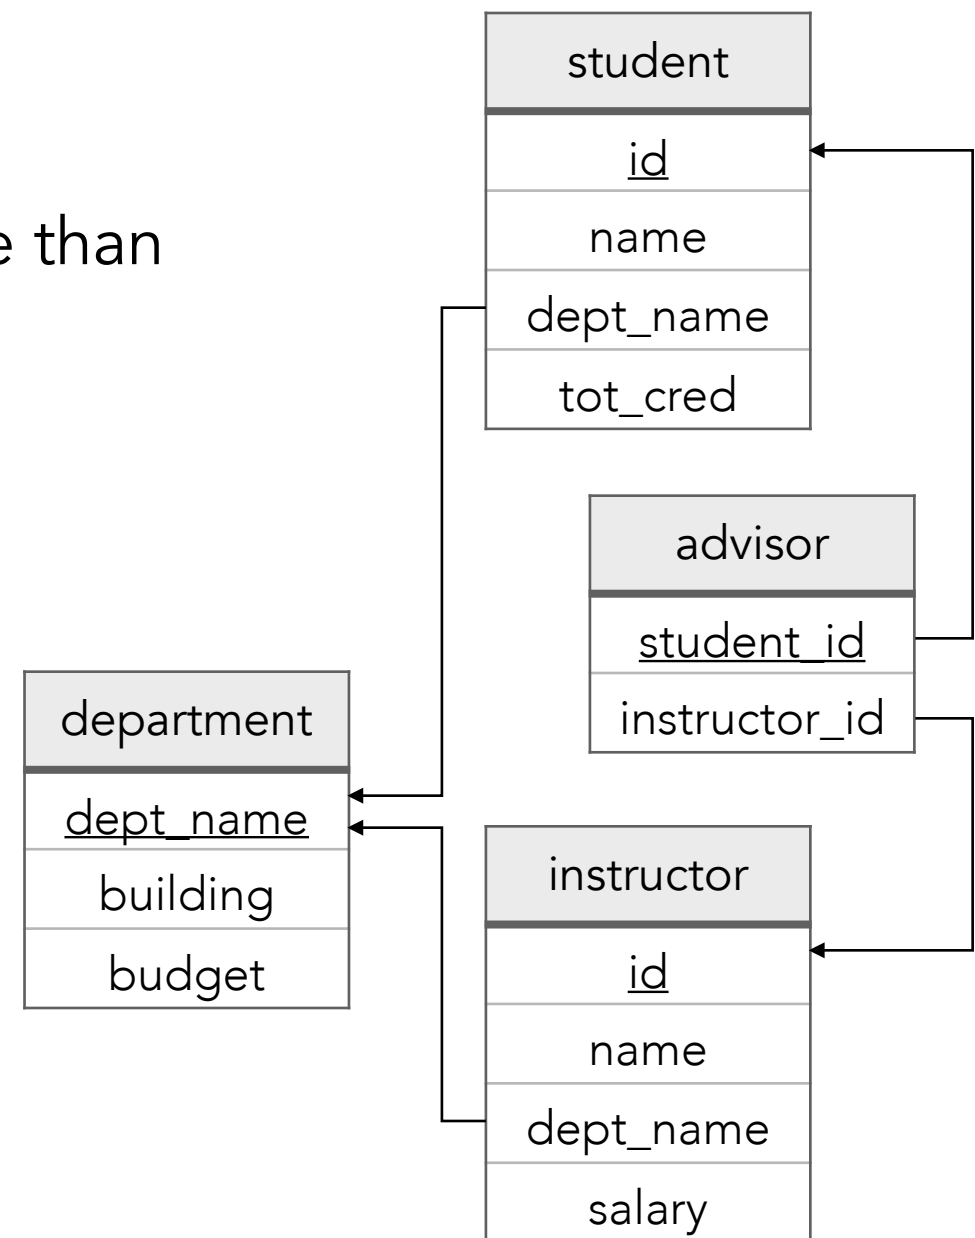 student
id
name
dept_name
tot_cred
than
advisor
student_id
instructor_id
department
dept_name
building
budget
instructor
id
name
dept_name
salary